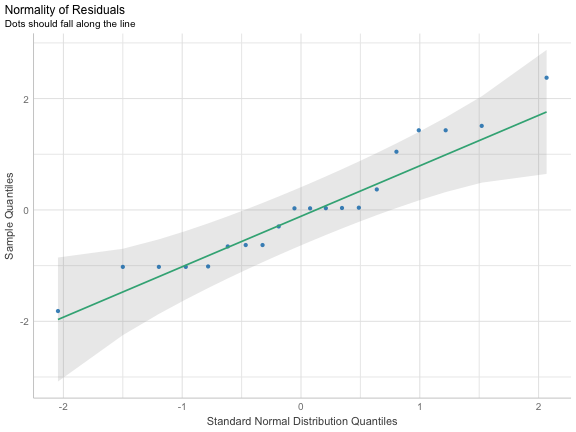 Normality of Residuals
Dots should fall along the line
2
0
-2
Sample Quantiles
-2
-1
0
1
2
Standard Normal Distribution Quantiles